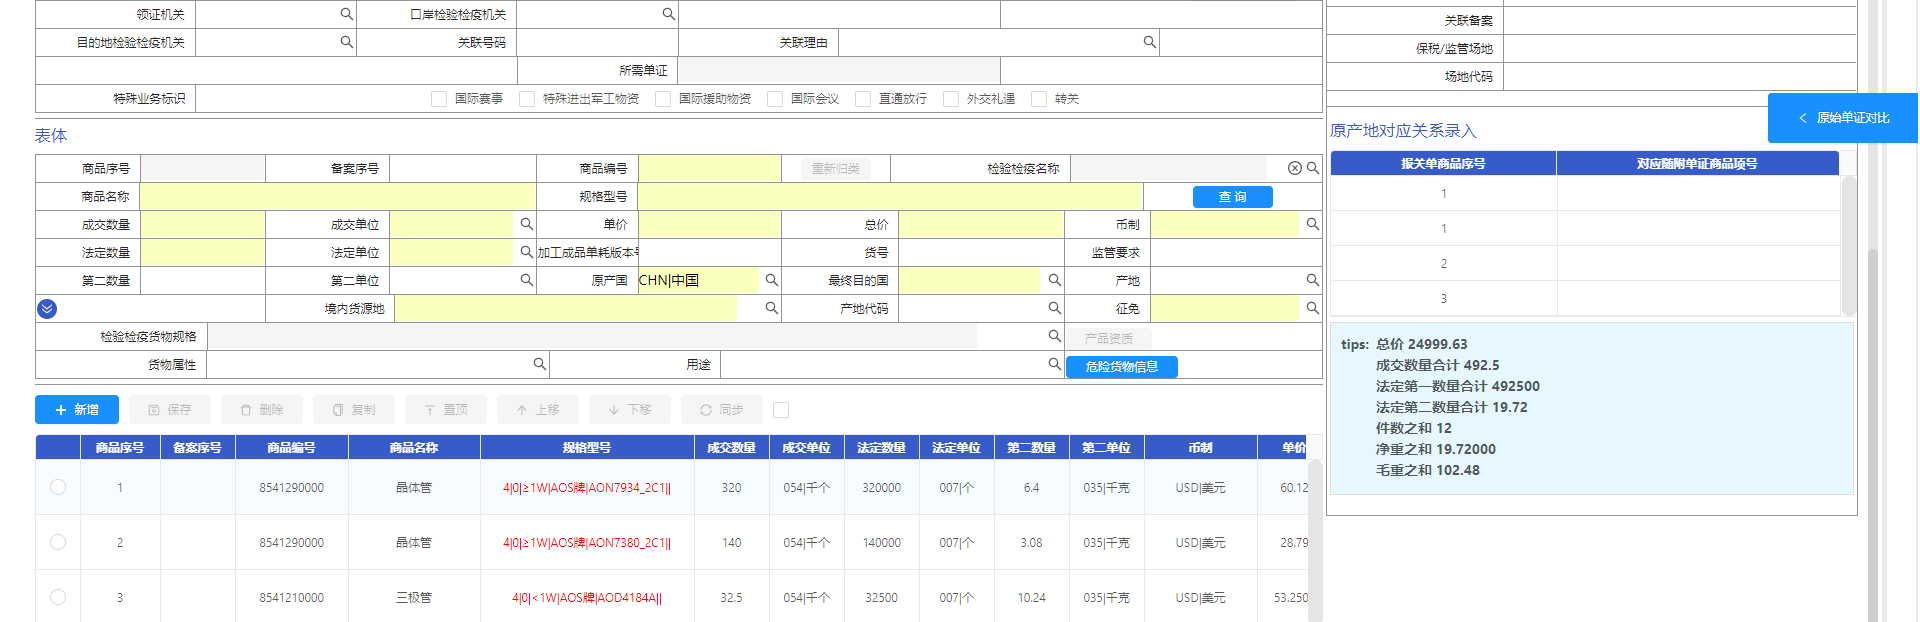 领证机关 口岸检验检疫机关
目的地检验检疫机关 关联号码 关联理由
所需单证
特殊业务标识 国际赛事 特殊进出军工物资 国际援助物资 国际会议 直通放行 外交礼遇 转关
关联备案
保税/监管场地
场地代码
原始单证对比
表体
商品序号 备案序号 商品编号 重新归类 检验检疫名称
商品名称 规格型号 查 询
成交数量 成交单位 单价 总价 币制
法定数量 法定单位 加工成品单耗版本号 货号 监管要求
第二数量 第二单位 原产国 CHN|中国 最终目的国 产地
境内货源地 产地代码 征免
检验检疫货物规格 产品资质
货物属性 用途 危险货物信息
新增 保存 删除 复制 置顶 上移 下移 同步
商品序号 备案序号 商品编号 商品名称 规格型号 成交数量 成交单位 法定数量 法定单位 第二数量 第二单位 币制 单价
1 8541290000 晶体管 4|0|≥1W|AOS牌|AON7934_2C1|| 320 054|千个 320000 007|个 6.4 035|千克 USD|美元 60.12
2 8541290000 晶体管 4|0|≥1W|AOS牌|AON7380_2C1|| 140 054|千个 140000 007|个 3.08 035|千克 USD|美元 28.79
3 8541210000 三极管 4|0|<1W|AOS牌|AOD4184A|| 32.5 054|千个 32500 007|个 10.24 035|千克 USD|美元 53.250
原产地对应关系录入
报关单商品序号 对应随附单证商品项号
1
1
2
3
tips: 总价 24999.63
成交数量合计 492.5
法定第一数量合计 492500
法定第二数量合计 19.72
件数之和 12
净重之和 19.72000
毛重之和 102.48